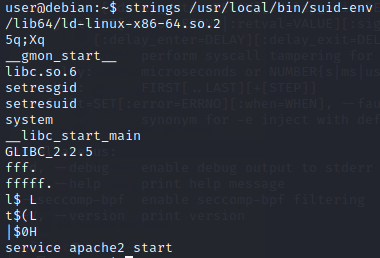 user@debian:~$ strings /usr/local/bin/suid-env
/lib64/ld-linux-x86-64.so.2
5q;Xq
__gmon_start__
libc.so.6
setresgid
setresuid
system
__libc_start_main
GLIBC_2.2.5
fff.
fffff.
l$ L
t$(L
|$0H
service apache2 start